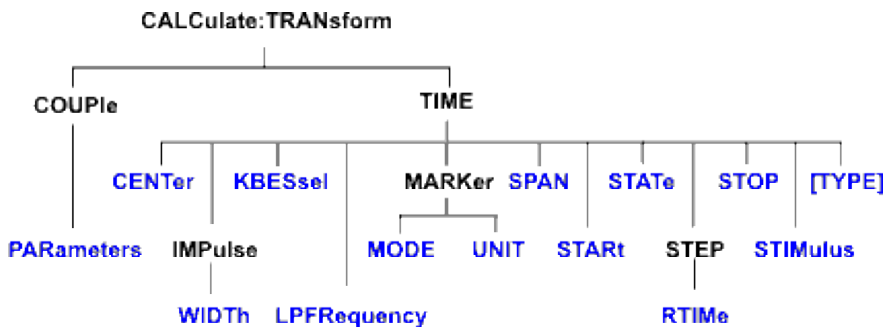 CALCulate:TRANsform
COUPle TIME
CENTer KBESsel MARKer SPAN STATe STOP [TYPE]
PARameters IMPulse MODE UNIT STARt STEP STIMulus
WIDTh LPFRequency RTIMe